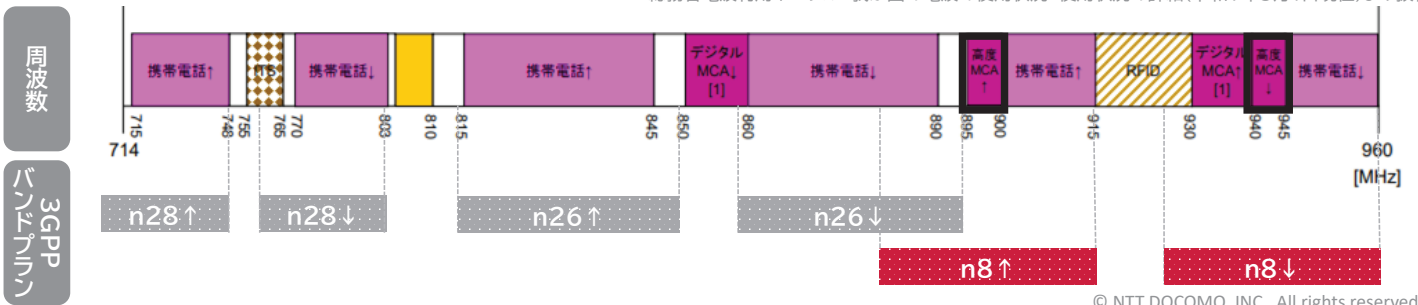 周波数
携帯電話↑
ITS
携帯電話↓
携帯電話↑
デジタル
MCA↓
[1]
携帯電話↓
高度
MCA
↑
携帯電話↑
RFID
デジタル
MCA↑
[1]
高度
MCA
↓
携帯電話↓
714
715
748
755
765
770
803
810
815
845
850
860
890
895
900
915
930
940
945
960
[MHz]
3GPP
バンドプラン
n28↑
n28↓
n26↑
n26↓
n8↑
n8↓
© NTT DOCOMO, INC., All rights reserved